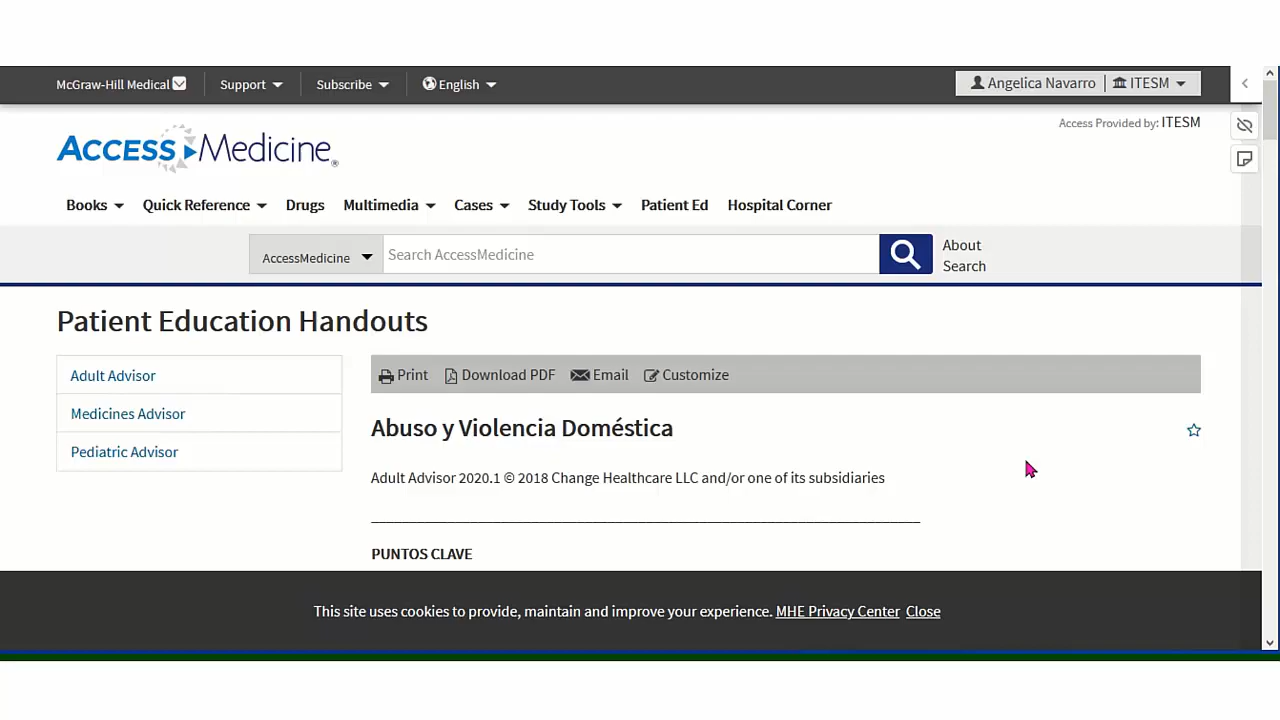 McGraw-Hill Medical Support Subscribe English Angelica Navarro | ITESM
Access Provided by: ITESM
ACCESS Medicine®
Books Quick Reference Drugs Multimedia Cases Study Tools Patient Ed Hospital Corner
AccessMedicine Search AccessMedicine About
Search
Patient Education Handouts
Adult Advisor
Medicines Advisor
Pediatric Advisor
Print Download PDF Email Customize
Abuso y Violencia Doméstica
Adult Advisor 2020.1 © 2018 Change Healthcare LLC and/or one of its subsidiaries
PUNTOS CLAVE
This site uses cookies to provide, maintain and improve your experience. MHE Privacy Center Close